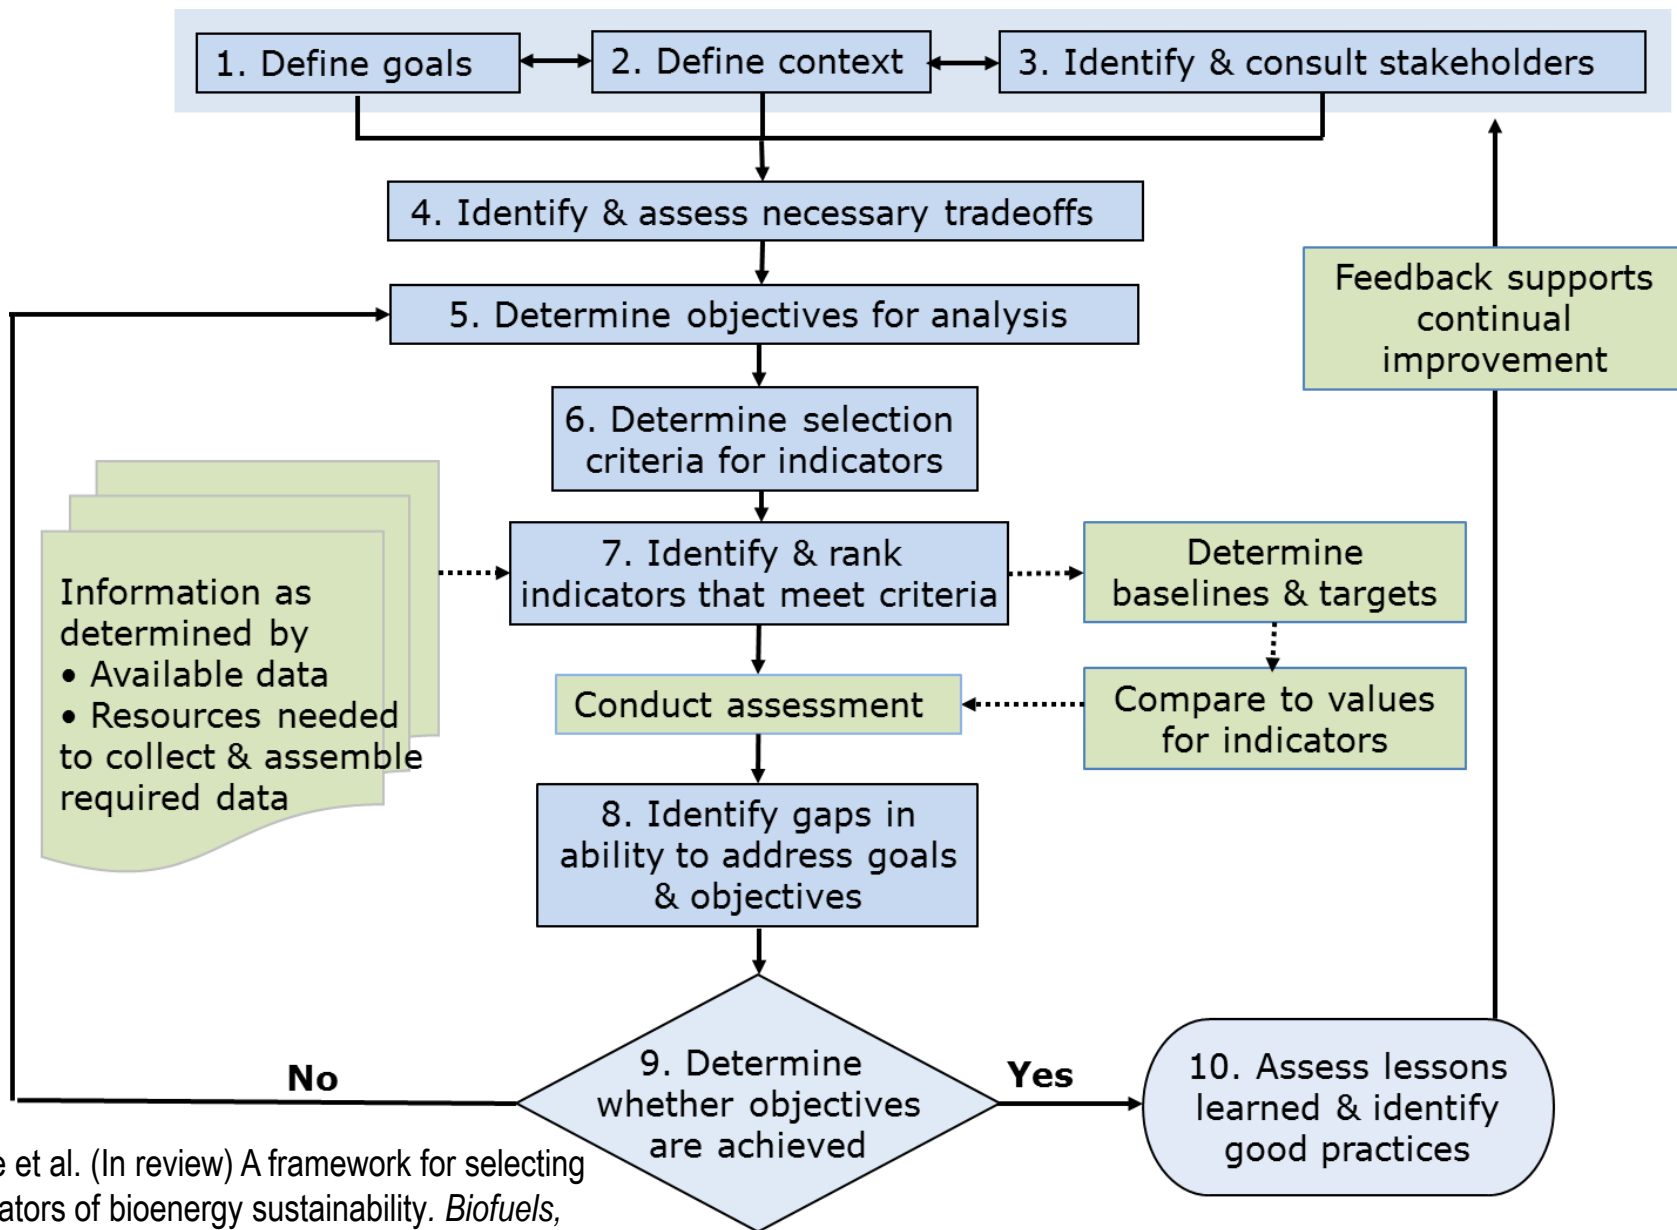 1. Define goals
2. Define context
3. Identify & consult stakeholders
4. Identify & assess necessary tradeoffs
5. Determine objectives for analysis
Feedback supports
continual
improvement
6. Determine selection
criteria for indicators
Information as
determined by
• Available data
• Resources needed
to collect & assemble
required data
7. Identify & rank
indicators that meet criteria
Determine
baselines & targets
Conduct assessment
Compare to values
for indicators
8. Identify gaps in
ability to address goals
& objectives
No
9. Determine
whether objectives
are achieved
Yes
10. Assess lessons
learned & identify
good practices
e et al. (In review) A framework for selecting
ators of bioenergy sustainability. Biofuels,